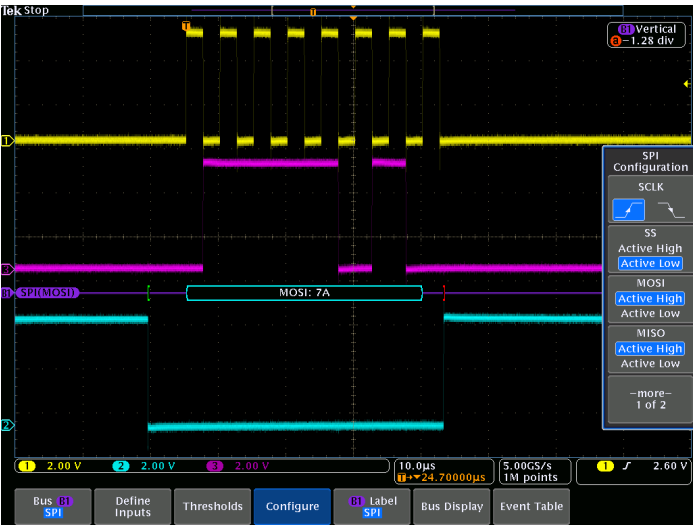 Tek Stop
T
T
B1 Vertical
a −1.28 div
1
SPI
Configuration
SCLK
SS
Active High
Active Low
3
B1 SPI(MOSI)
MOSI: 7A
MOSI
Active High
Active Low
MISO
Active High
Active Low
−more−
1 of 2
2
1 2.00 V 2 2.00 V 3 2.00 V
10.0µs
T→▼24.70000µs
5.00GS/s
1M points
1 2.60 V
Bus B1
SPI
Define
Inputs
Thresholds
Configure
B1 Label
SPI
Bus Display
Event Table